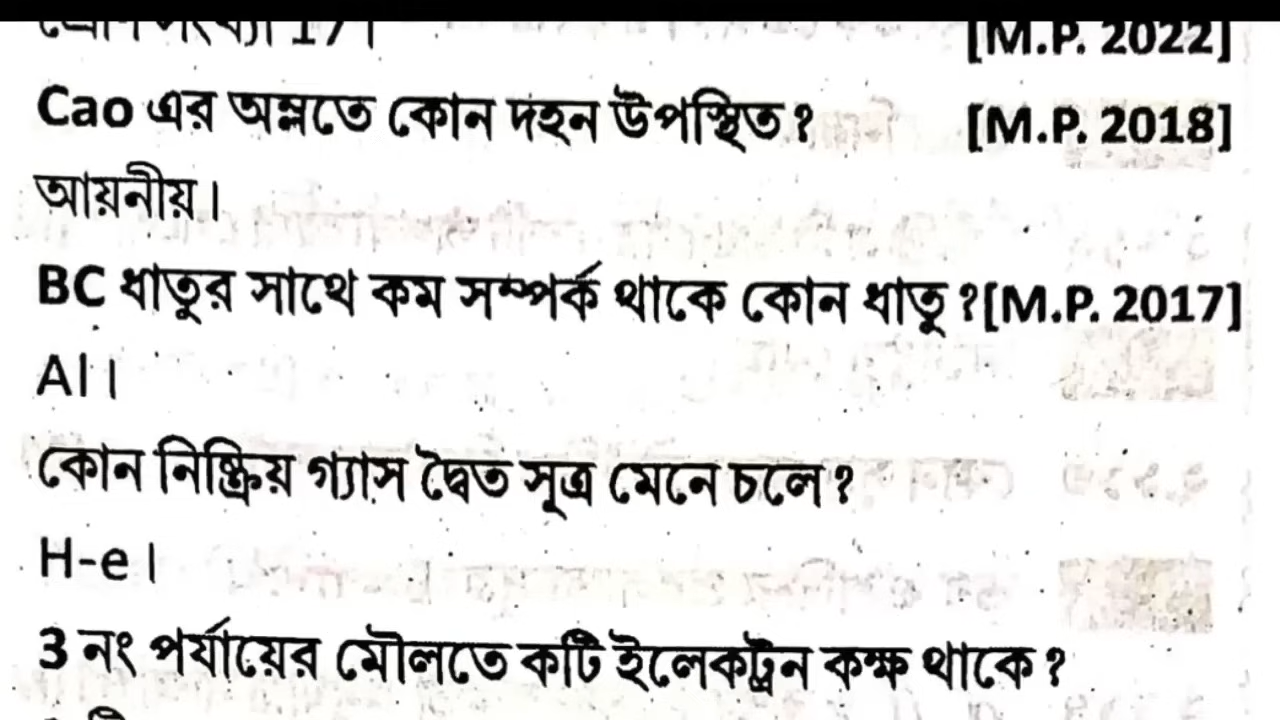 শ্রেণি সংখ্যা 17। [M.P. 2022]
Cao এর অম্লতে কোন দহন উপস্থিত? [M.P. 2018]
আয়নীয়।
BC ধাতুর সাথে কম সম্পর্ক থাকে কোন ধাতু ?[M.P. 2017]
Al।
কোন নিষ্ক্রিয় গ্যাস দ্বৈত সূত্র মেনে চলে?
H-e।
3 নং পর্যায়ের মৌলতে কটি ইলেকট্রন কক্ষ থাকে?